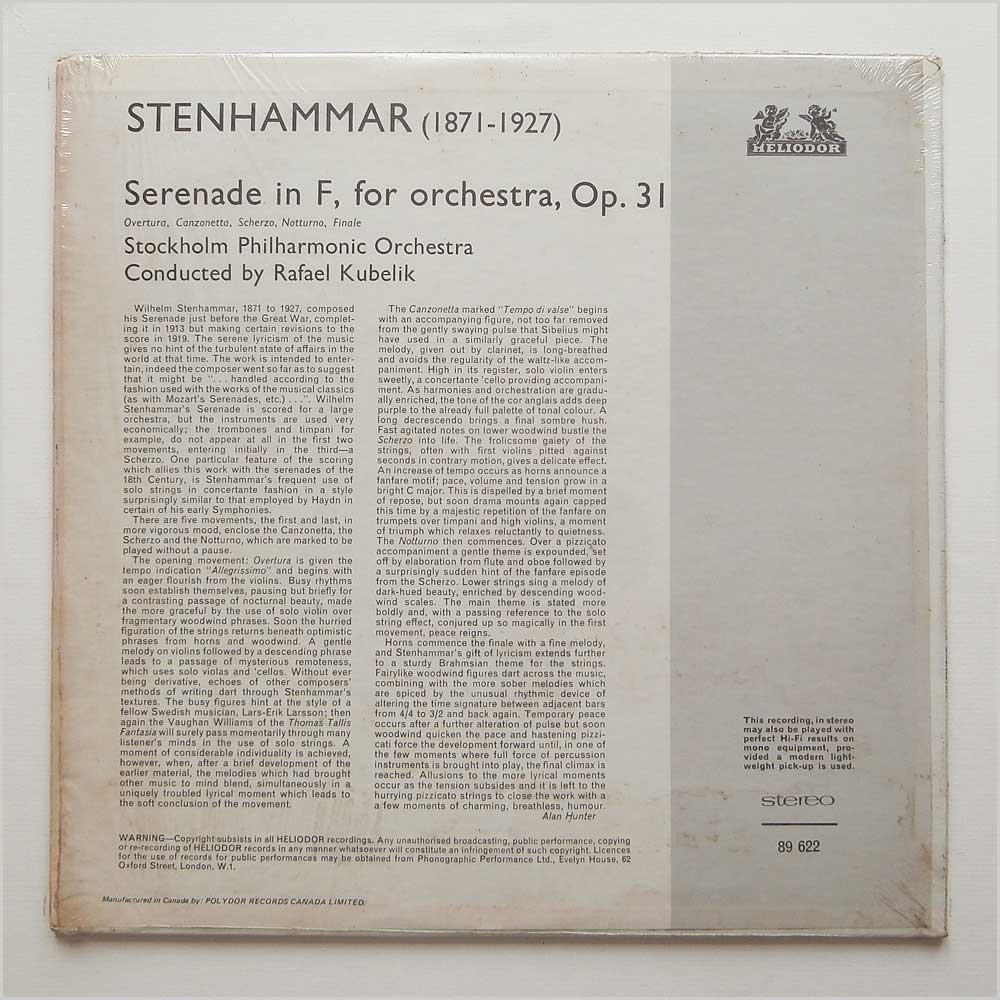 STENHAMMAR (1871-1927)
HELIODOR
Serenade in F, for orchestra, Op. 31
Overtura, Canzonetta, Scherzo, Notturno, Finale
Stockholm Philharmonic Orchestra
Conducted by Rafael Kubelik
Wilhelm Stenhammar, 1871 to 1927, composed
his Serenade just before the Great War, complet-
ing it in 1913 but making certain revisions to the
score in 1919. The serene lyricism of the music
gives no hint of the turbulent state of affairs in the
world at that time. The work is intended to enter-
tain, indeed the composer went so far as to suggest
that it might be "... handled according to the
fashion used with the works of the musical classics
(as with Mozart's Serenades, etc.) ...". Wilhelm
Stenhammar's Serenade is scored for a large
orchestra, but the instruments are used very
economically; the trombones and timpani for
example, do not appear at all in the first two
movements, entering initially in the third—a
Scherzo. One particular feature of the scoring
which allies this work with the serenades of the
18th Century, is Stenhammar's frequent use of
solo strings in concertante fashion in a style
surprisingly similar to that employed by Haydn in
certain of his early Symphonies.
There are five movements, the first and last, in
more vigorous mood, enclose the Canzonetta, the
Scherzo and the Notturno, which are marked to be
played without a pause.
The opening movement: Overtura is given the
tempo indication "Allegrissimo" and begins with
an eager flourish from the violins. Busy rhythms
soon establish themselves, pausing but briefly for
a contrasting passage of nocturnal beauty, made
the more graceful by the use of solo violin over
fragmentary woodwind phrases. Soon the hurried
figuration of the strings returns beneath optimistic
phrases from horns and woodwind. A gentle
melody on violins followed by a descending phrase
leads to a passage of mysterious remoteness,
which uses solo violas and 'cellos. Without ever
being derivative, echoes of other composers'
methods of writing dart through Stenhammar's
textures. The busy figures hint at the style of a
fellow Swedish musician, Lars-Erik Larsson; then
again the Vaughan Williams of the Thomas Tallis
Fantasia will surely pass momentarily through many
listener's minds in the use of solo strings. A
moment of considerable individuality is achieved,
however, when, after a brief development of the
earlier material, the melodies which had brought
other music to mind blend, simultaneously in a
uniquely troubled lyrical moment which leads to
the soft conclusion of the movement.
The Canzonetta marked "Tempo di valse" begins
with an accompanying figure, not too far removed
from the gently swaying pulse that Sibelius might
have used in a similarly graceful piece. The
melody, given out by clarinet, is long-breathed
and avoids the regularity of the waltz-like accom-
paniment. High in its register, solo violin enters
sweetly, a concertante 'cello providing accompani-
ment. As harmonies and orchestration are gradu-
ally enriched, the tone of the cor anglais adds deep
purple to the already full palette of tonal colour. A
long decrescendo brings a final sombre hush.
Fast agitated notes on lower woodwind bustle the
Scherzo into life. The frolicsome gaiety of the
strings, often with first violins pitted against
seconds in contrary motion, gives a delicate effect.
An increase of tempo occurs as horns announce a
fanfare motif; pace, volume and tension grow in a
bright C major. This is dispelled by a brief moment
of repose, but soon drama mounts again capped
this time by a majestic repetition of the fanfare on
trumpets over timpani and high violins, a moment
of triumph which relaxes reluctantly to quietness.
The Notturno then commences. Over a pizzicato
accompaniment a gentle theme is expounded, set
off by elaboration from flute and oboe followed by
a surprisingly sudden hint of the fanfare episode
from the Scherzo. Lower strings sing a melody of
dark-hued beauty, enriched by descending wood-
wind scales. The main theme is stated more
boldly and, with a passing reference to the solo
string effect, conjured up so magically in the first
movement, peace reigns.
Horns commence the finale with a fine melody,
and Stenhammar's gift of lyricism extends further
to a sturdy Brahmsian theme for the strings.
Fairylike woodwind figures dart across the music,
combining with the more sober melodies which
are spiced by the unusual rhythmic device of
altering the time signature between adjacent bars
from 4/4 to 3/2 and back again. Temporary peace
occurs after a further alteration of pulse but soon
woodwind quicken the pace and hastening pizzi-
cati force the development forward until, in one of
the few moments where full force of percussion
instruments is brought into play, the final climax is
reached. Allusions to the more lyrical moments
occur as the tension subsides and it is left to the
hurrying pizzicato strings to close the work with a
a few moments of charming, breathless, humour.
Alan Hunter
This recording, in stereo
may also be played with
perfect Hi-Fi results on
mono equipment, pro-
vided a modern light-
weight pick-up is used.
stereo
89 622
WARNING—Copyright subsists in all HELIODOR recordings. Any unauthorised broadcasting, public performance, copying
or re-recording of HELIODOR records in any manner whatsoever will constitute an infringement of such copyright. Licences
for the use of records for public performances may be obtained from Phonographic Performance Ltd., Evelyn House, 62
Oxford Street, London, W.1.
Manufactured in Canada by: POLYDOR RECORDS CANADA LIMITED: